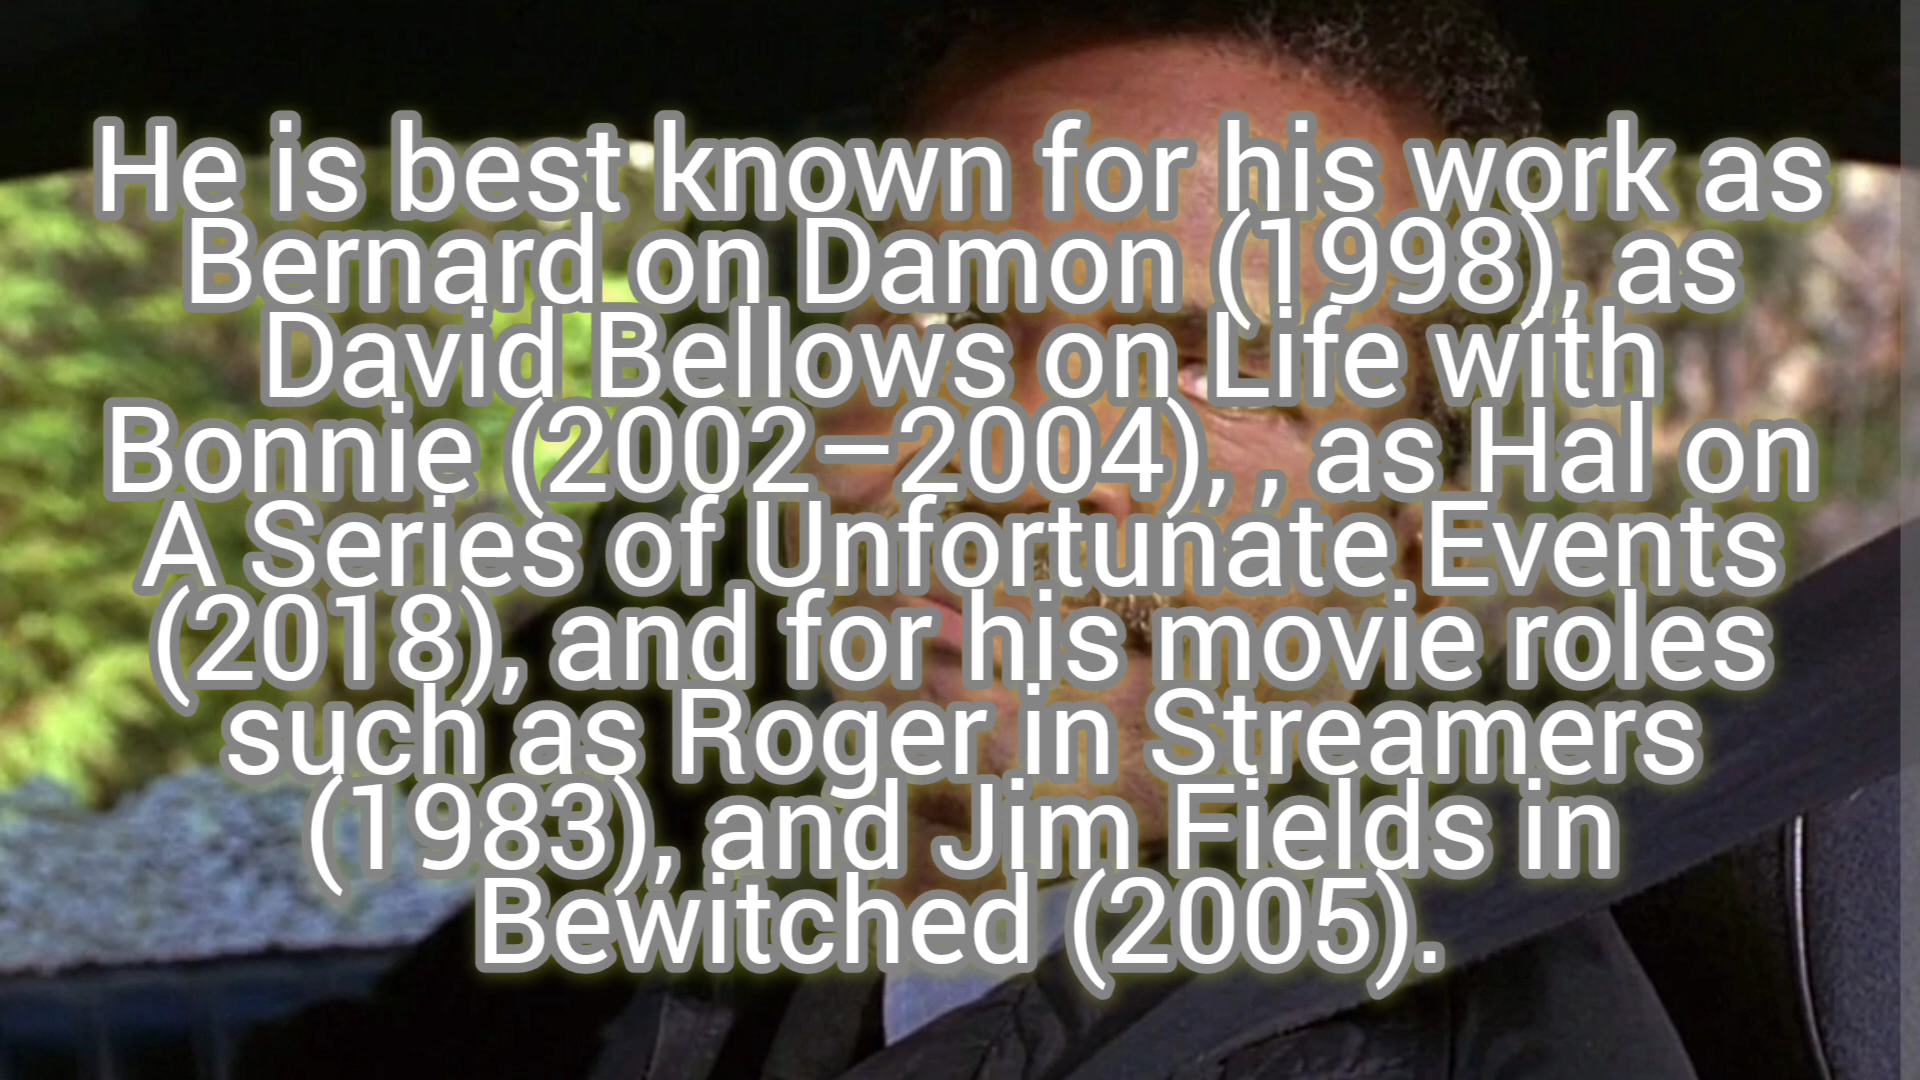 He is best known for his work as
Bernard on Damon (1998), as
David Bellows on Life with
Bonnie (2002–2004), , as Hal on
A Series of Unfortunate Events
(2018), and for his movie roles
such as Roger in Streamers
(1983), and Jim Fields in
Bewitched (2005).